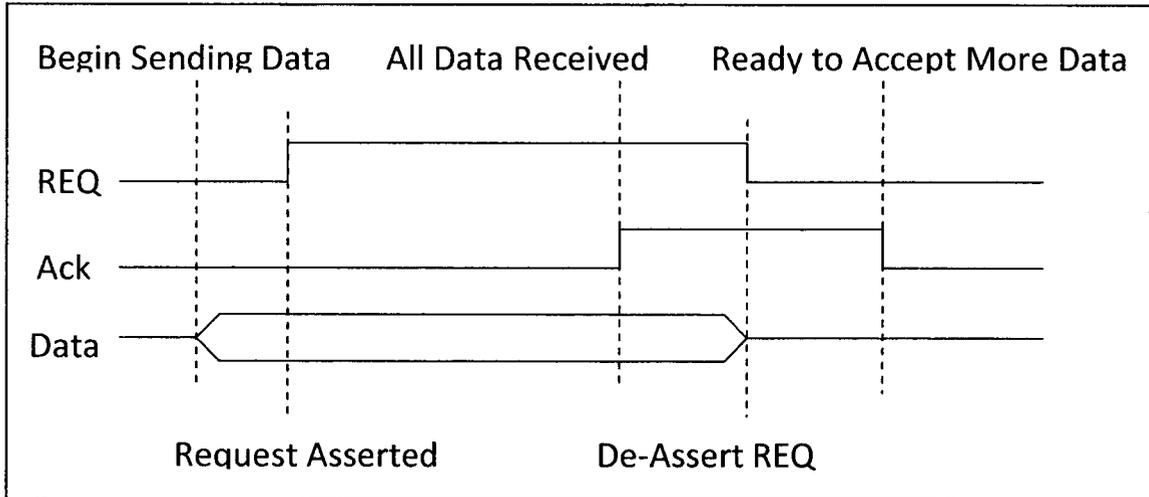 Begin Sending Data All Data Received Ready to Accept More Data
REQ
Ack
Data
Request Asserted De-Assert REQ